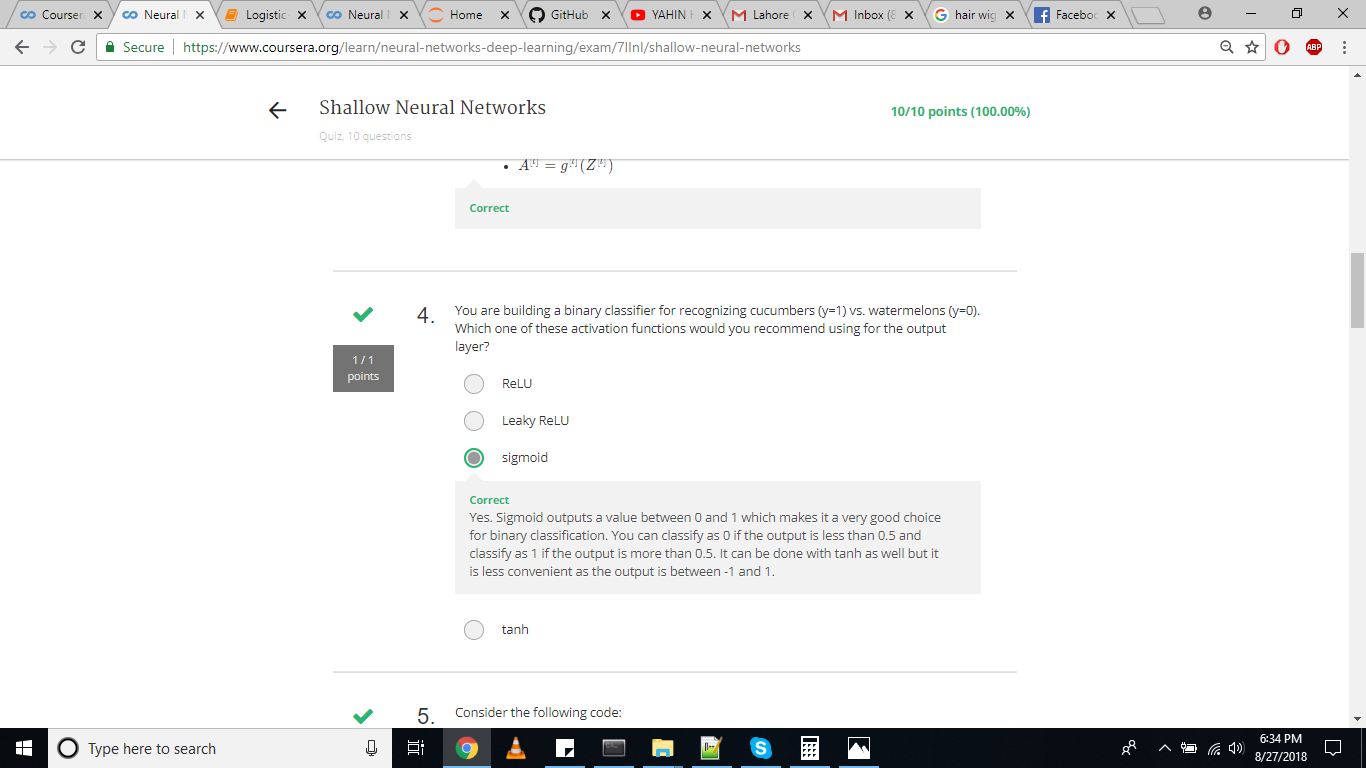 Courser
Neural N
Logistic
Neural N
Home
GitHub
YAHIN
Lahore
Inbox (8
hair wig
Faceboo
Secure
https://www.coursera.org/learn/neural-networks-deep-learning/exam/7IInl/shallow-neural-networks
ABP
Shallow Neural Networks
10/10 points (100.00%)
Quiz, 10 questions
• A[l] = g[l](Z[l])
Correct
4.
You are building a binary classifier for recognizing cucumbers (y=1) vs. watermelons (y=0).
Which one of these activation functions would you recommend using for the output
layer?
1 / 1
points
ReLU
Leaky ReLU
sigmoid
Correct
Yes. Sigmoid outputs a value between 0 and 1 which makes it a very good choice
for binary classification. You can classify as 0 if the output is less than 0.5 and
classify as 1 if the output is more than 0.5. It can be done with tanh as well but it
is less convenient as the output is between -1 and 1.
tanh
5.
Consider the following code:
Type here to search
6:34 PM
8/27/2018